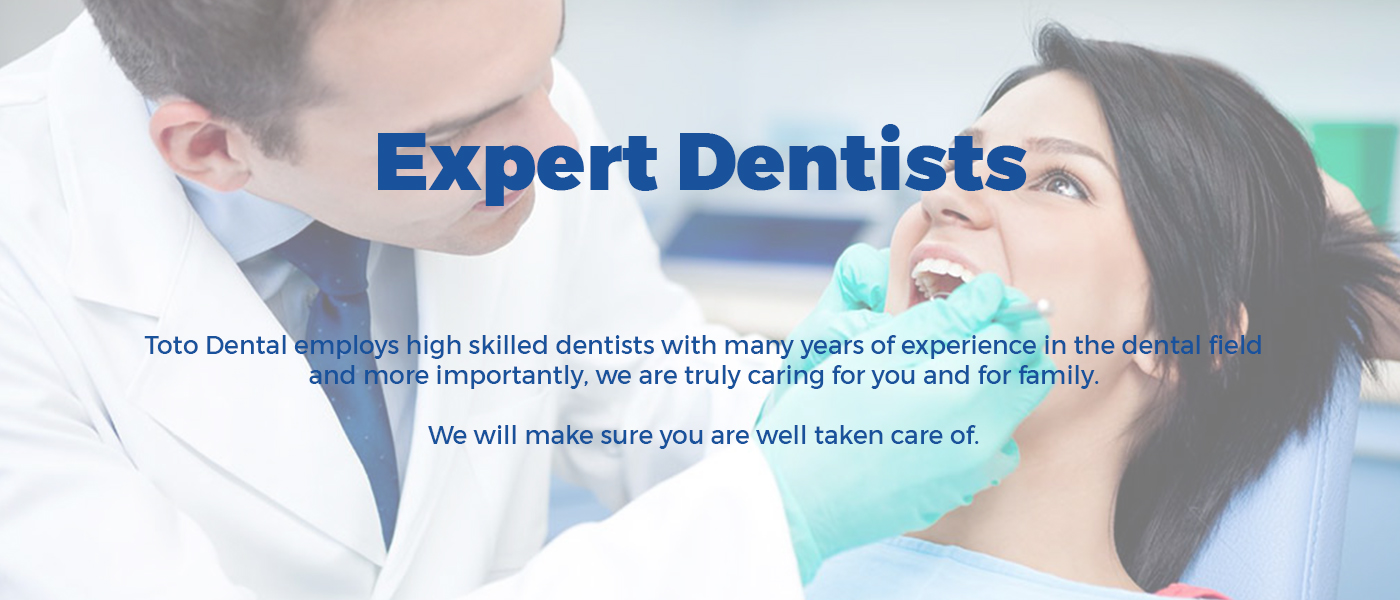 Expert Dentists
Toto Dental employs high skilled dentists with many years of experience in the dental field
and more importantly, we are truly caring for you and for family.
We will make sure you are well taken care of.